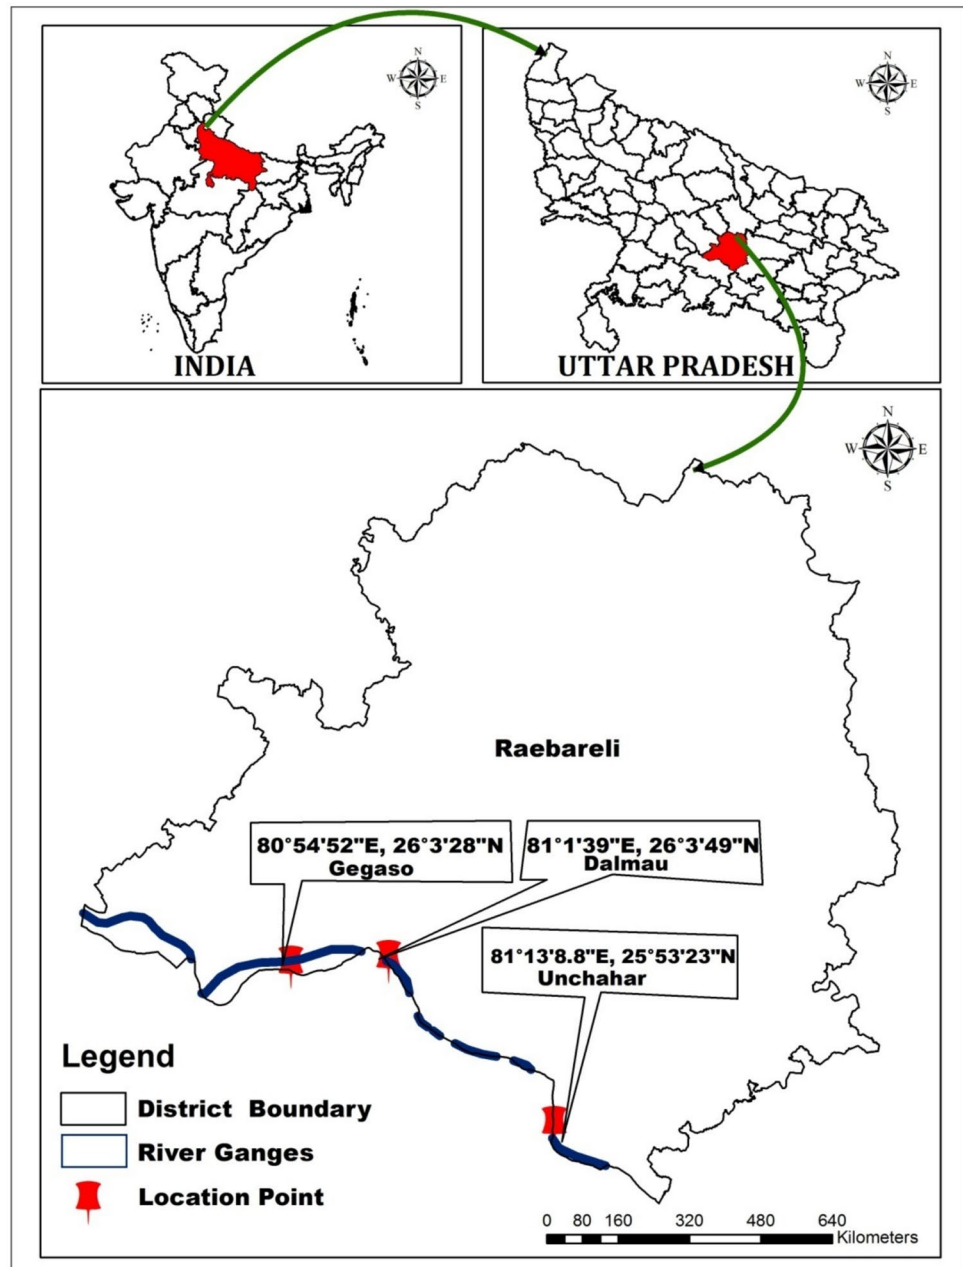 N
W E
S
INDIA
N
W E
S
UTTAR PRADESH
N
W E
S
Raebareli
80°54'52"E, 26°3'28"N
Gegaso
81°1'39"E, 26°3'49"N
Dalmau
81°13'8.8"E, 25°53'23"N
Unchahar
Legend
District Boundary
River Ganges
Location Point
0 80 160 320 480 640
Kilometers